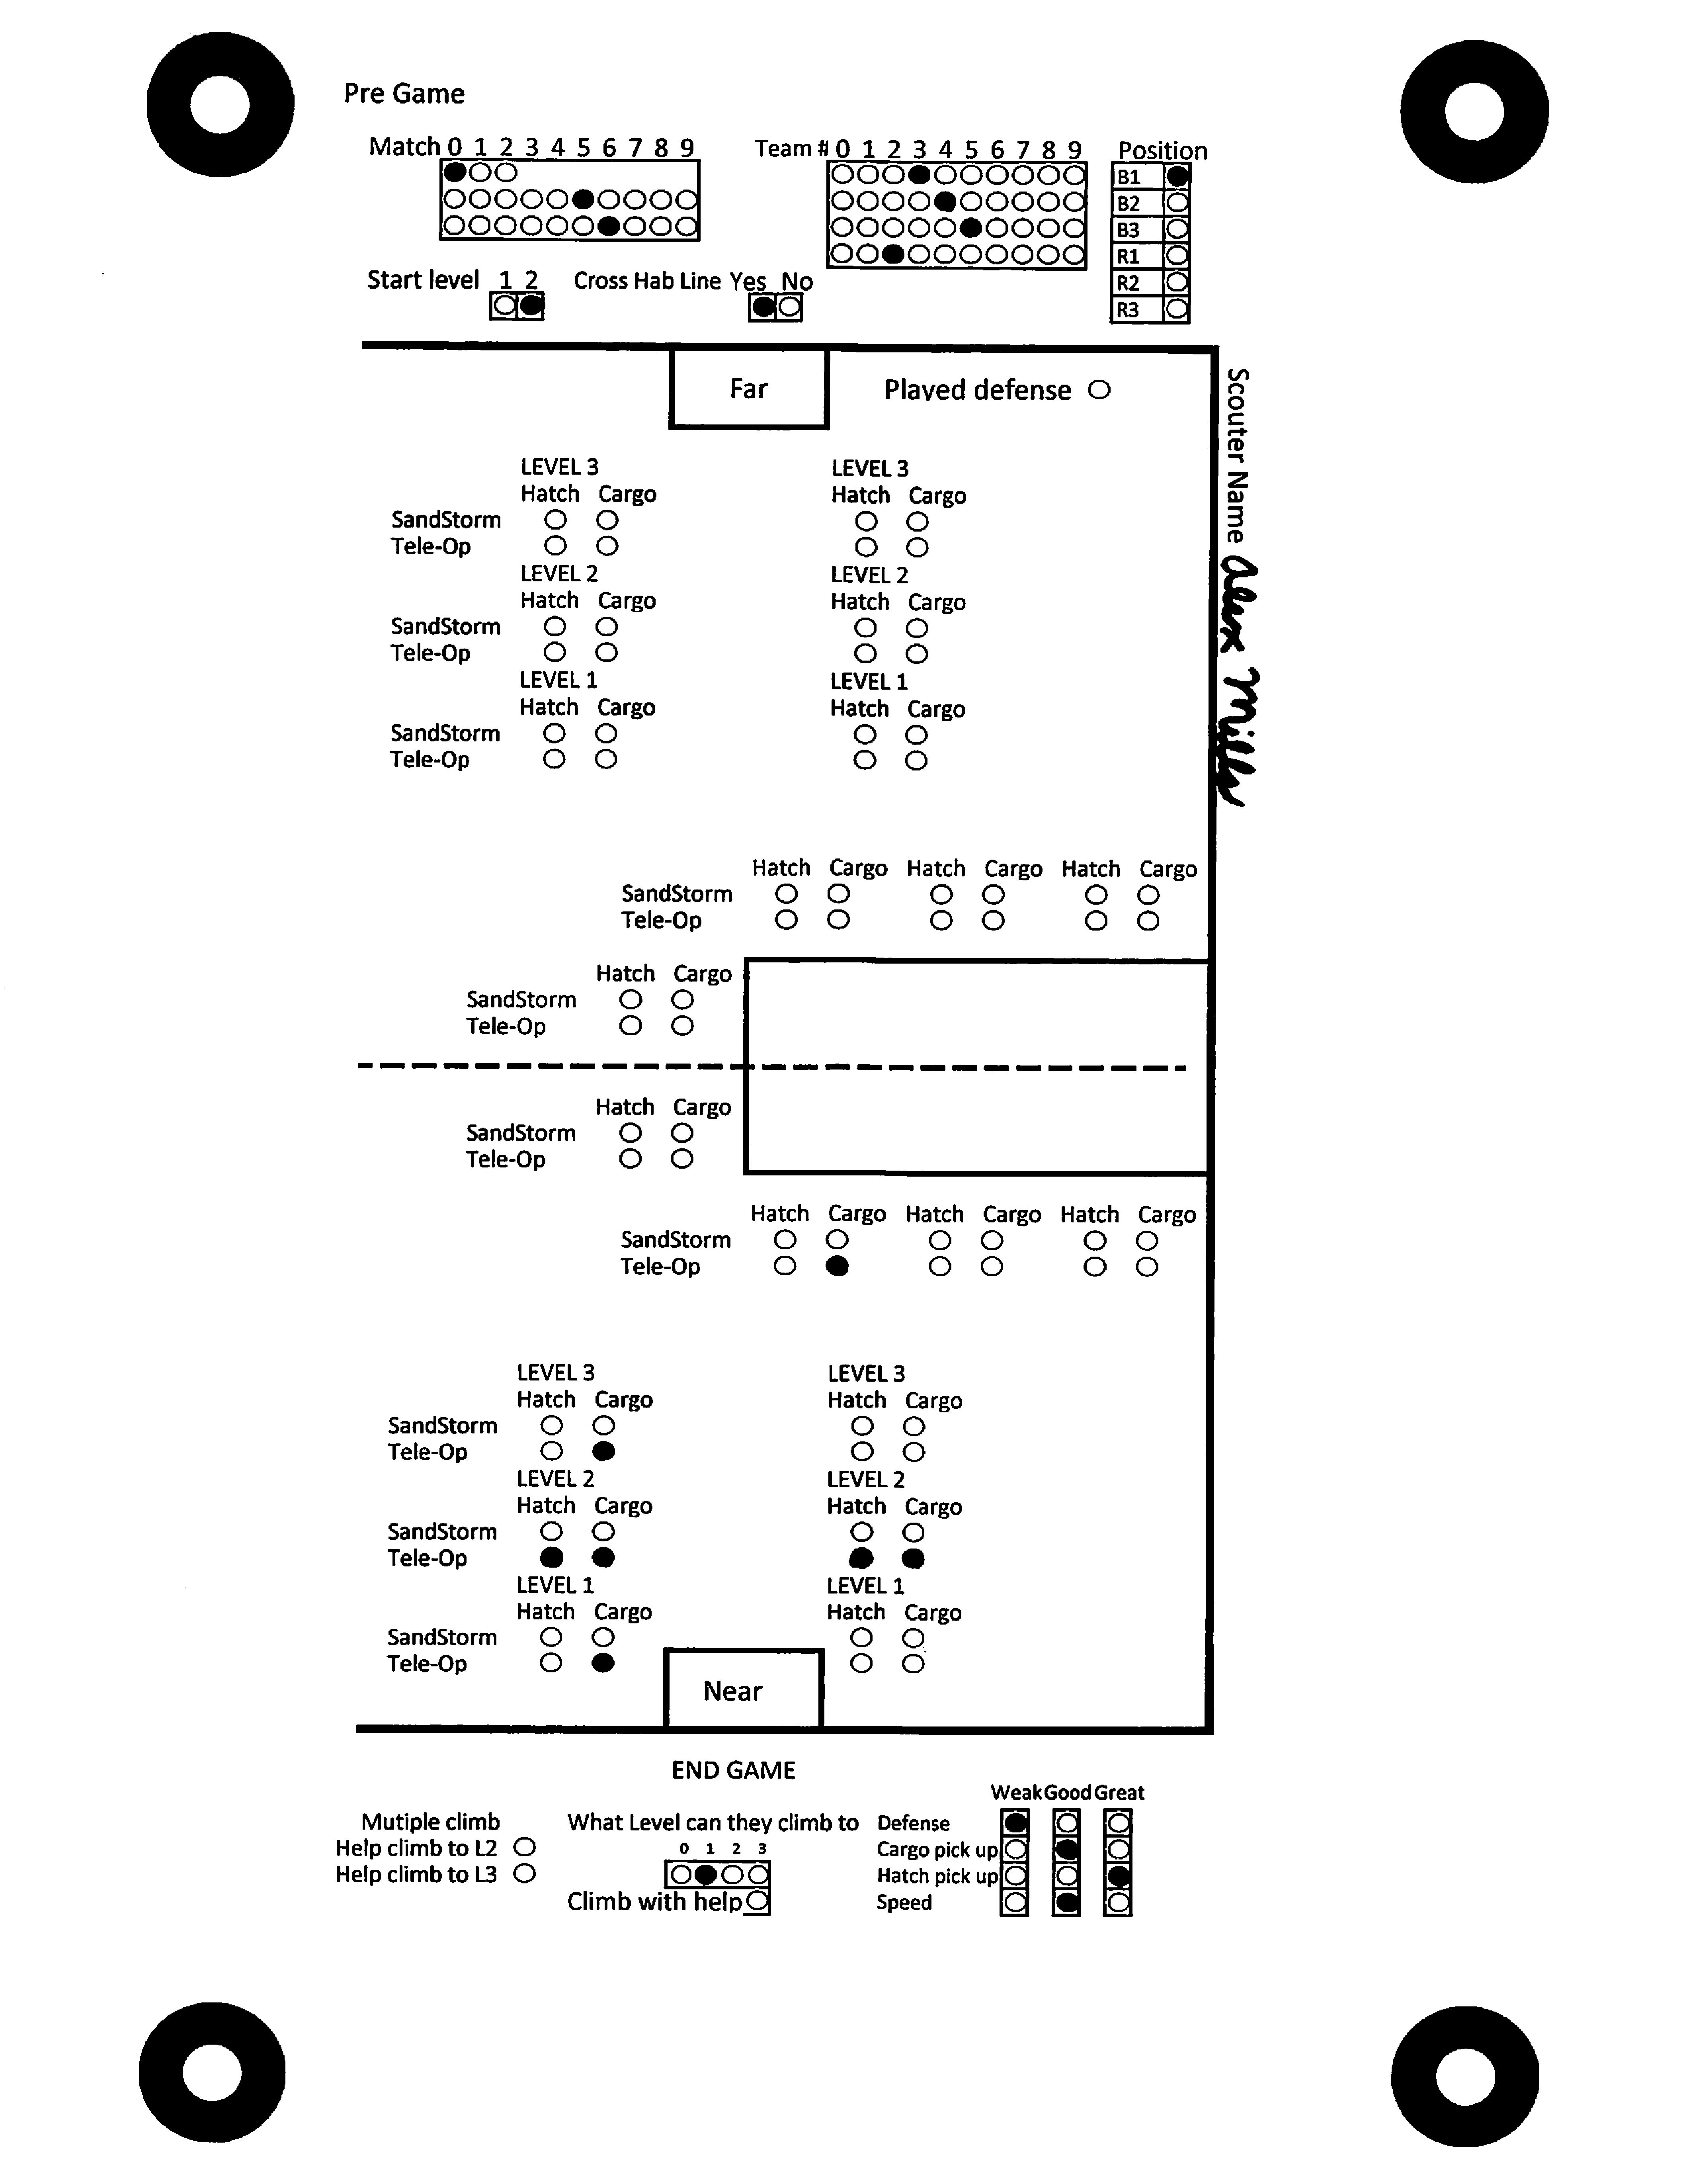 Pre Game
Match 0 1 2 3 4 5 6 7 8 9
Team # 0 1 2 3 4 5 6 7 8 9
Position
B1
B2
B3
R1
R2
R3
Start level 1 2
Cross Hab Line Yes No
Far
Played defense
Scouter Name Alex Mills
LEVEL 3 LEVEL 3
Hatch Cargo Hatch Cargo
SandStorm
Tele-Op
LEVEL 2 LEVEL 2
Hatch Cargo Hatch Cargo
SandStorm
Tele-Op
LEVEL 1 LEVEL 1
Hatch Cargo Hatch Cargo
SandStorm
Tele-Op
Hatch Cargo Hatch Cargo Hatch Cargo
SandStorm
Tele-Op
Hatch Cargo
SandStorm
Tele-Op
Hatch Cargo
SandStorm
Tele-Op
Hatch Cargo Hatch Cargo Hatch Cargo
SandStorm
Tele-Op
LEVEL 3 LEVEL 3
Hatch Cargo Hatch Cargo
SandStorm
Tele-Op
LEVEL 2 LEVEL 2
Hatch Cargo Hatch Cargo
SandStorm
Tele-Op
LEVEL 1 LEVEL 1
Hatch Cargo Hatch Cargo
SandStorm
Tele-Op
Near
END GAME
Mutiple climb
Help climb to L2
Help climb to L3
What Level can they climb to
0 1 2 3
Climb with help
Weak Good Great
Defense
Cargo pick up
Hatch pick up
Speed